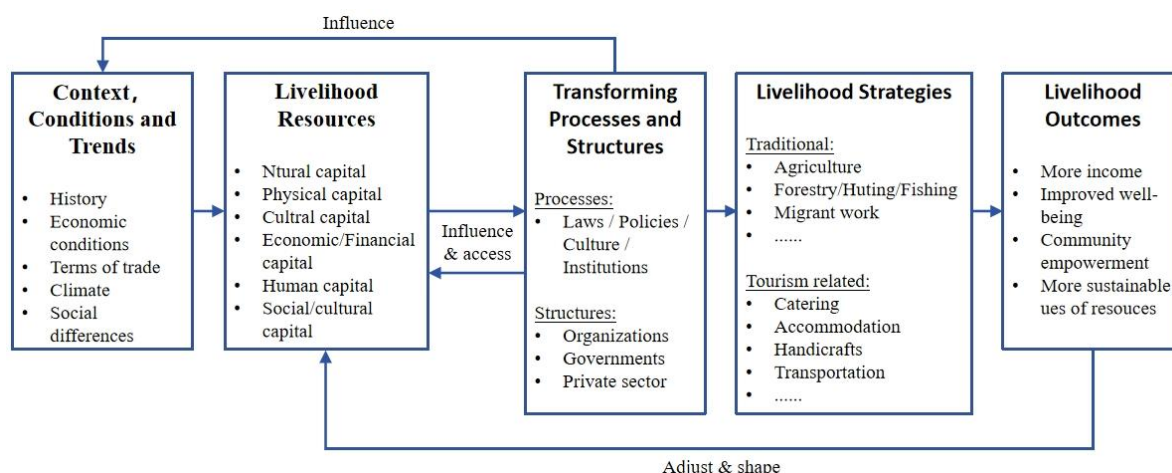 Influence
Context,
Conditions and
Trends
• History
• Economic
conditions
• Terms of trade
• Climate
• Social
differences
Livelihood
Resources
• Ntural capital
• Physical capital
• Cultral capital
• Economic/Financial
capital
• Human capital
• Social/cultural
capital
Influence
& access
Transforming
Processes and
Structures
Processes:
• Laws / Policies /
Culture /
Institutions
Structures:
• Organizations
• Governments
• Private sector
Livelihood Strategies
Traditional:
• Agriculture
• Forestry/Huting/Fishing
• Migrant work
• ......
Tourism related:
• Catering
• Accommodation
• Handicrafts
• Transportation
• ......
Livelihood
Outcomes
• More income
• Improved well-
being
• Community
empowerment
• More sustainable
ues of resouces
Adjust & shape